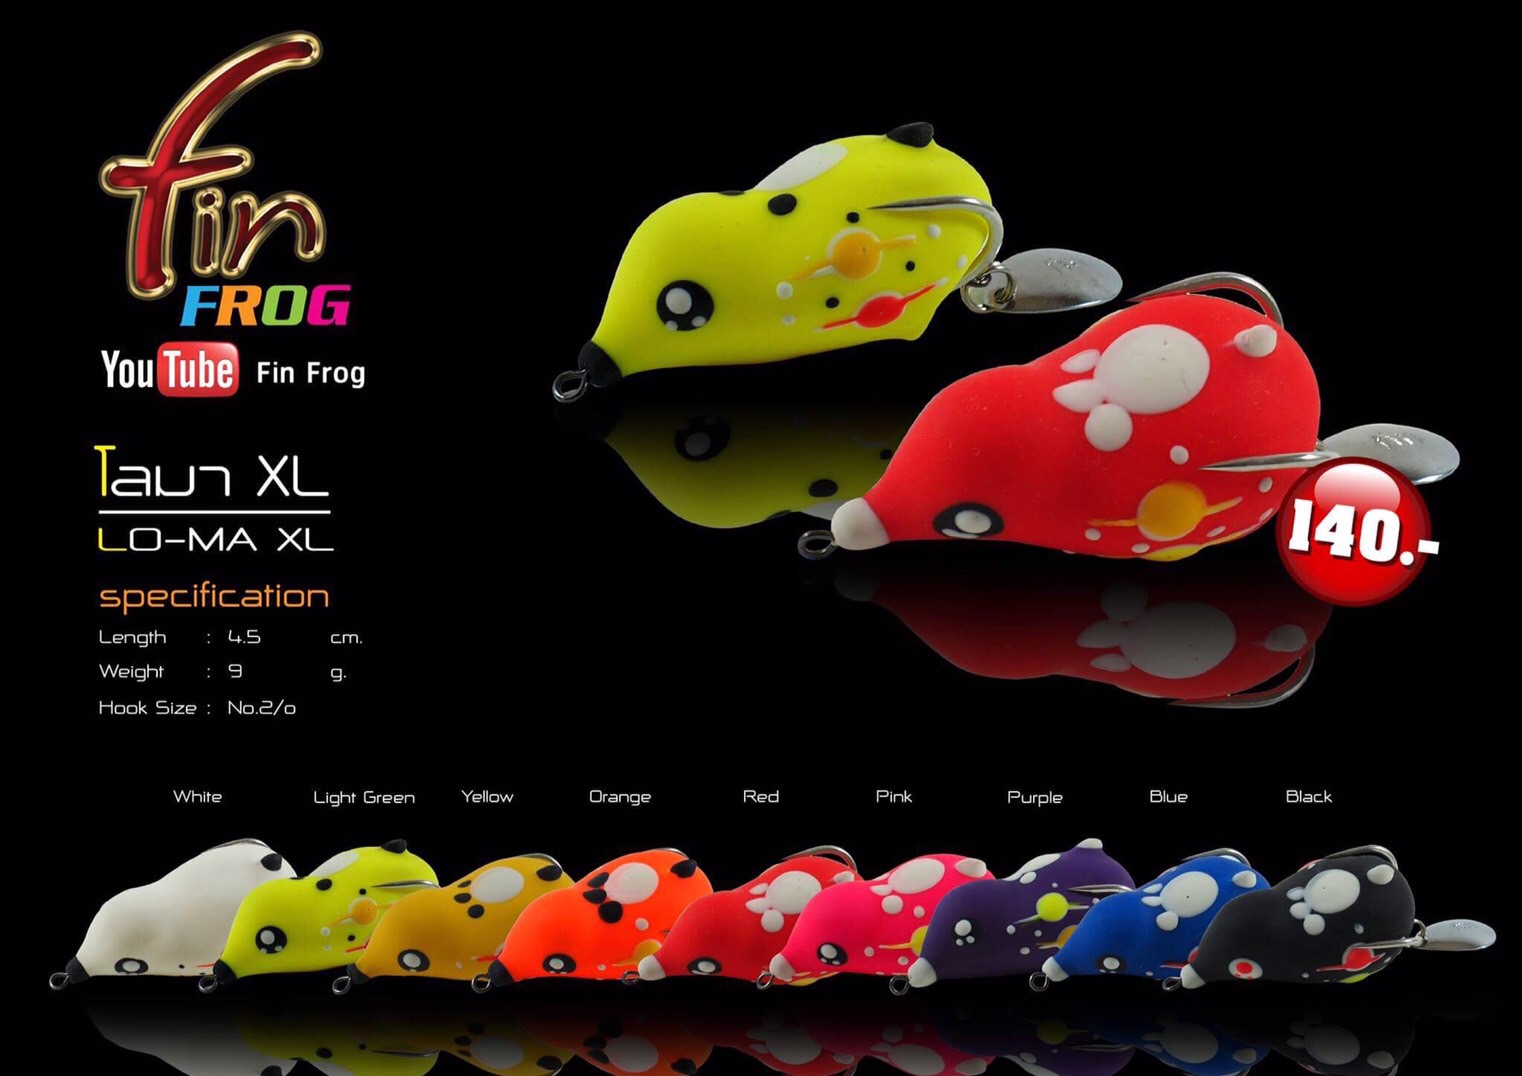 fin
FROG
YouTube Fin Frog
โลมา XL
LO-MA XL
specification
Length : 4.5 cm.
Weight : 9 g.
Hook Size : No.2/o
140.-
White Light Green Yellow Orange Red Pink Purple Blue Black